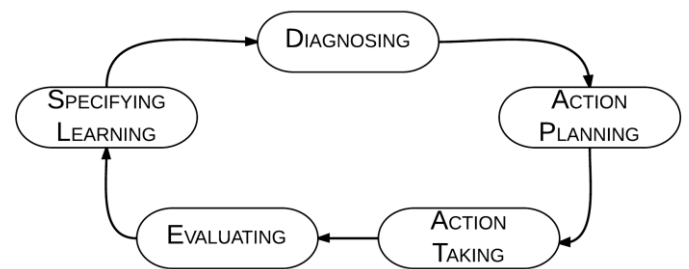 DIAGNOSING
ACTION
PLANNING
ACTION
TAKING
EVALUATING
SPECIFYING
LEARNING